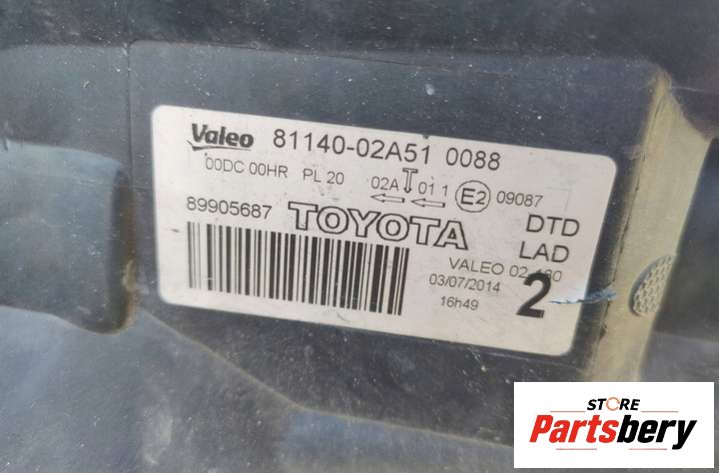 Valeo 81140-02A51 0088
00DC 00HR PL 20 02A 01 1 E2 09087
89905687 TOYOTA DTD
LAD
VALEO
03/07/2014
16h49 2
STORE
Partsbery